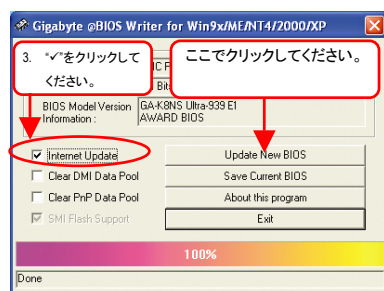 Gigabyte @BIOS Writer for Win9x/ME/NT4/2000/XP
3. "✓"をクリックして
ください。
ここでクリックしてください。
BIOS Model Version
Information :
GA-K8NS Ultra-939 E1
AWARD BIOS
Internet Update
Update New BIOS
Clear DMI Data Pool
Save Current BIOS
Clear PnP Data Pool
About this program
SMI Flash Support
Exit
100%
Done